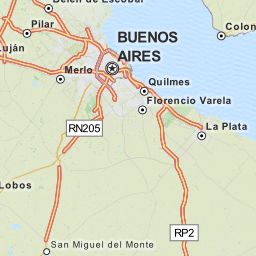 Belén de Escobar
Colon
Pilar
Luján
BUENOS
AIRES
Merlo
Quilmes
Florencio Varela
RN205
La Plata
Lobos
RP2
San Miguel del Monte